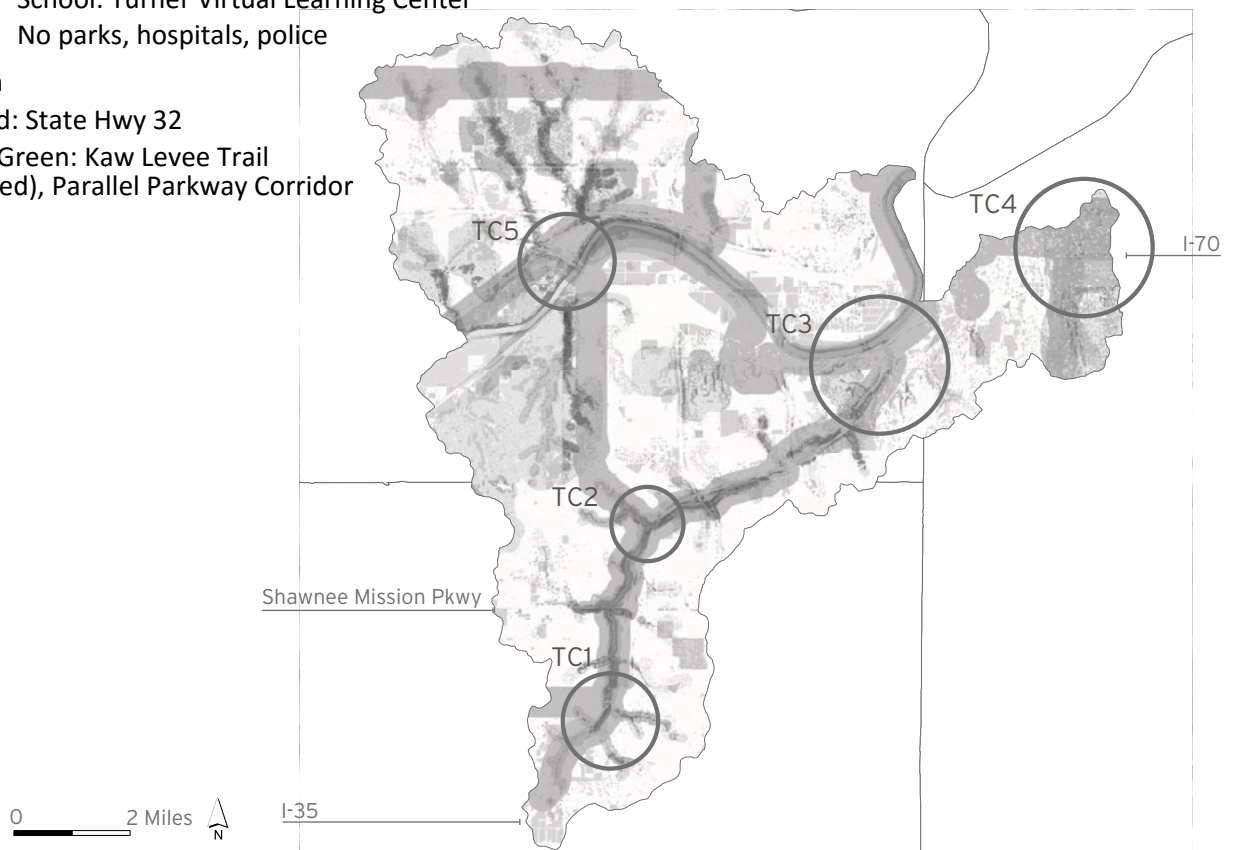 School: Turner Virtual Learning Center
No parks, hospitals, police
d: State Hwy 32
Green: Kaw Levee Trail
ed), Parallel Parkway Corridor
TC4
TC5
I-70
TC3
TC2
Shawnee Mission Pkwy
TC1
I-35
0 2 Miles
N